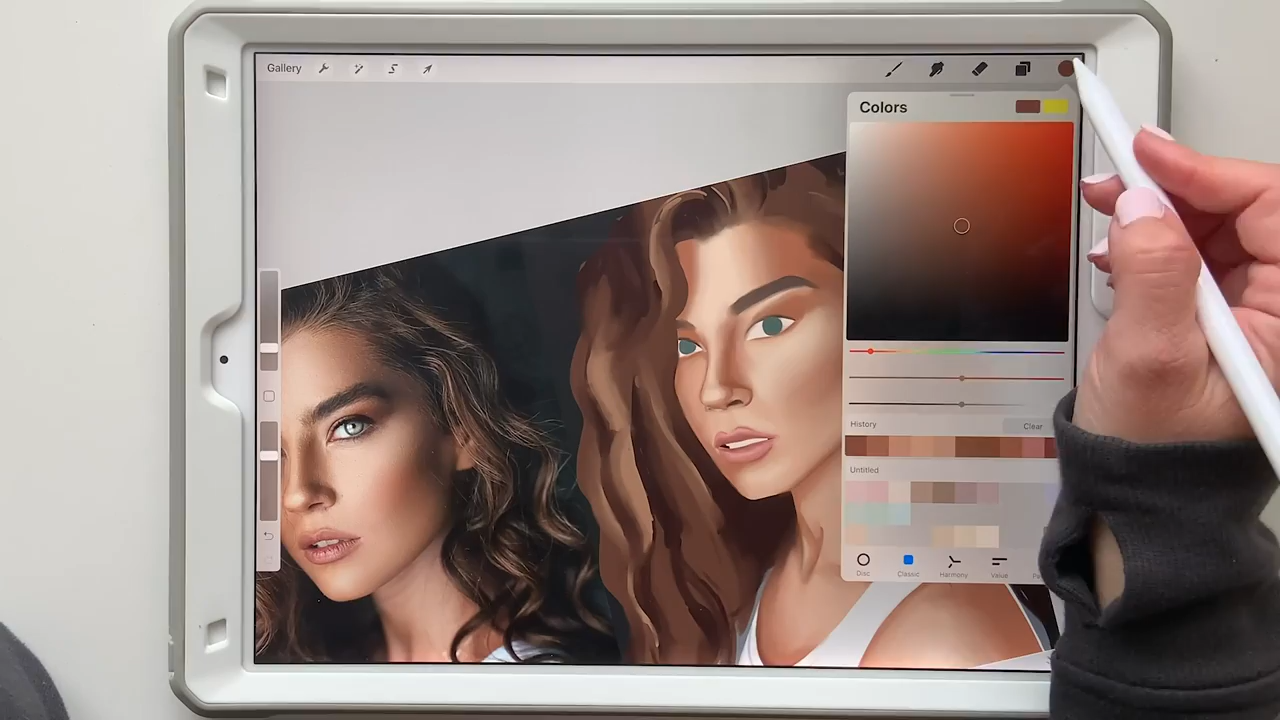 Gallery
Colors
History Clear
Untitled
Disc Classic Harmony Value